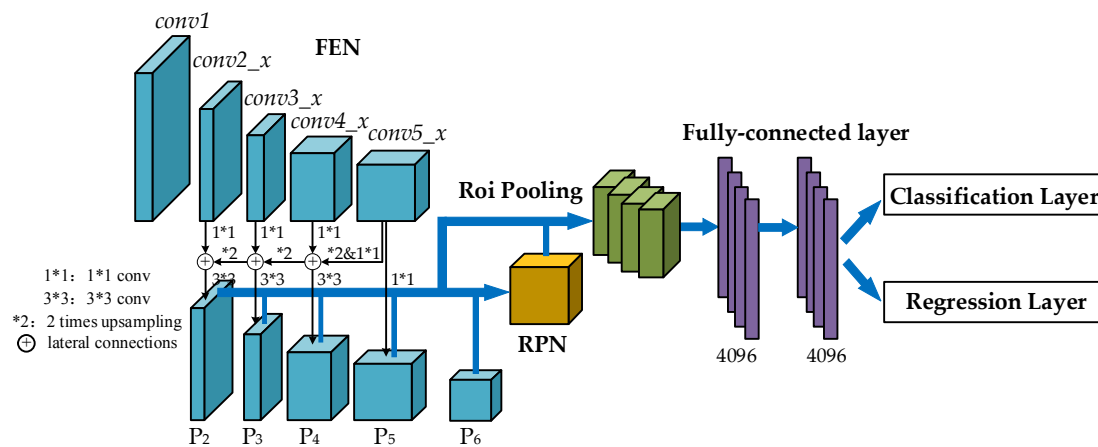 conv1
FEN
conv2_x
conv3_x
conv4_x
conv5_x
Fully-connected layer
Roi Pooling
Classification Layer
1*1 1*1 1*1
*2 *2 *2&1*1
1*1: 1*1 conv
3*3 3*3 3*3 1*1
3*3: 3*3 conv
Regression Layer
*2: 2 times upsampling
+ lateral connections
RPN
4096 4096
P2 P3 P4 P5 P6